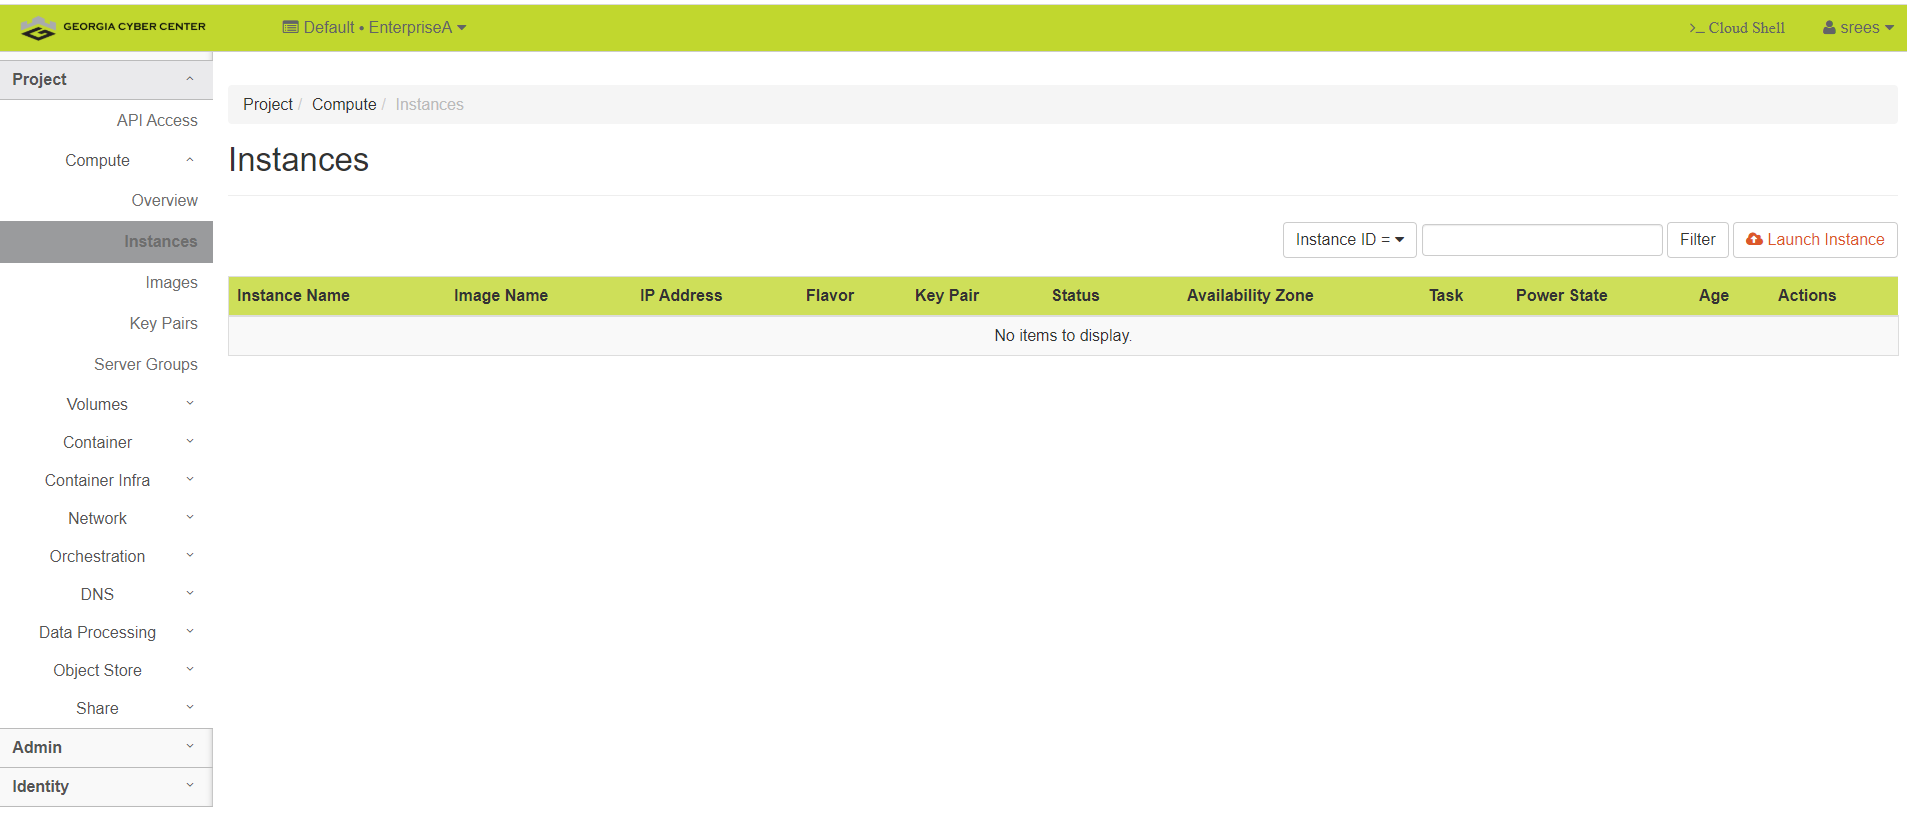 GEORGIA CYBER CENTER
Default • EnterpriseA
>_ Cloud Shell
srees
Project
API Access
Compute
Overview
Instances
Images
Key Pairs
Server Groups
Volumes
Container
Container Infra
Network
Orchestration
DNS
Data Processing
Object Store
Share
Admin
Identity
Project / Compute / Instances
Instances
Instance ID = Filter Launch Instance
Instance Name Image Name IP Address Flavor Key Pair Status Availability Zone Task Power State Age Actions
No items to display.